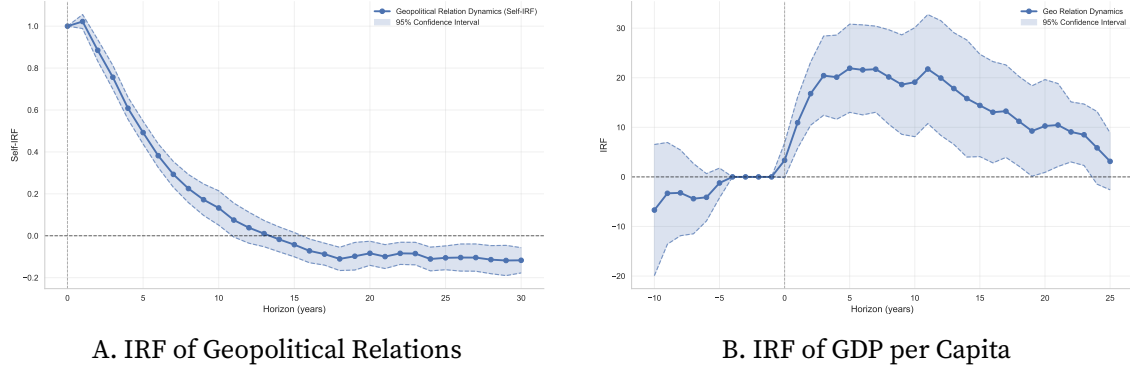 Geopolitical Relation Dynamics (Self-IRF)
95% Confidence Interval
1.0
0.8
0.6
0.4
0.2
0.0
−0.2
Self-IRF
0 5 10 15 20 25 30
Horizon (years)
A. IRF of Geopolitical Relations
Geo Relation Dynamics
95% Confidence Interval
30
20
10
0
−10
−20
IRF
−10 −5 0 5 10 15 20 25
Horizon (years)
B. IRF of GDP per Capita